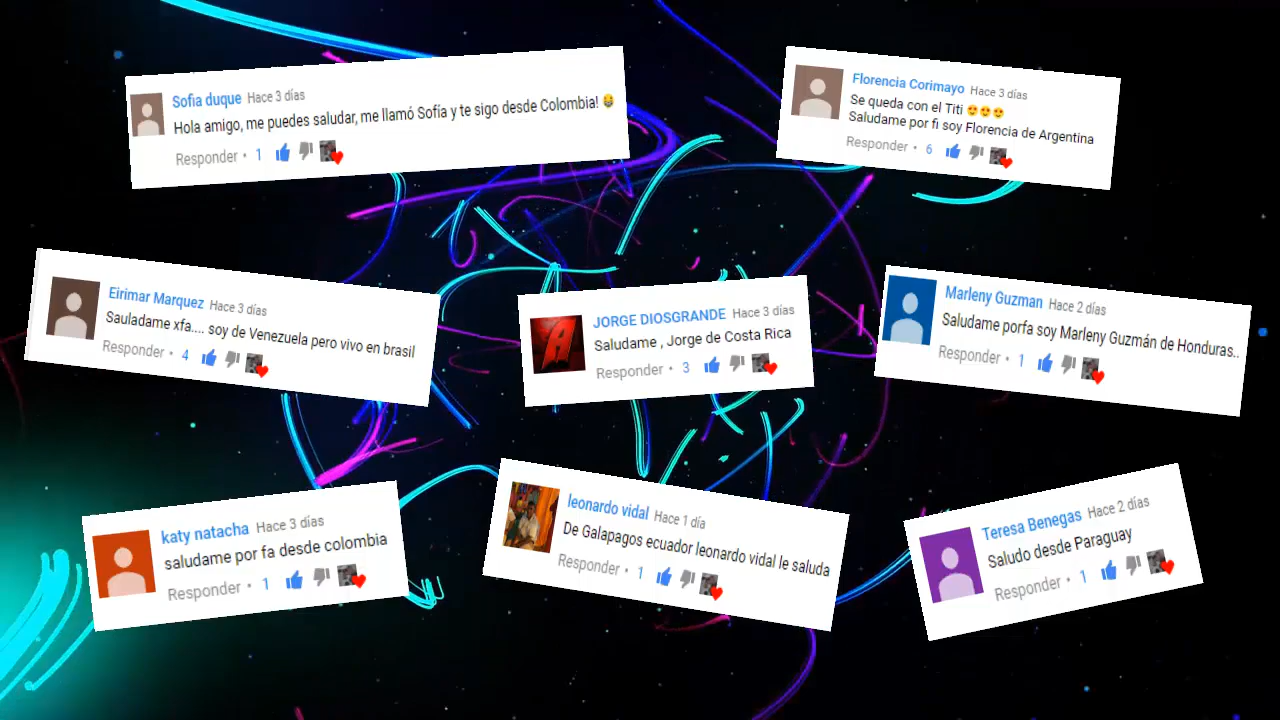 Sofia duque Hace 3 días
Hola amigo, me puedes saludar, me llamó Sofía y te sigo desde Colombia! 😂
Responder • 1
Florencia Corimayo Hace 3 días
Se queda con el Titi 😍😍😍
Saludame por fi soy Florencia de Argentina
Responder • 6
Eirimar Marquez Hace 3 días
Sauladame xfa.... soy de Venezuela pero vivo en brasil
Responder • 4
JORGE DIOSGRANDE Hace 3 días
Saludame , Jorge de Costa Rica
Responder • 3
Marleny Guzman Hace 2 días
Saludame porfa soy Marleny Guzmán de Honduras..
Responder • 1
katy natacha Hace 3 días
saludame por fa desde colombia
Responder • 1
leonardo vidal Hace 1 día
De Galapagos ecuador leonardo vidal le saluda
Responder • 1
Teresa Benegas Hace 2 días
Saludo desde Paraguay
Responder • 1